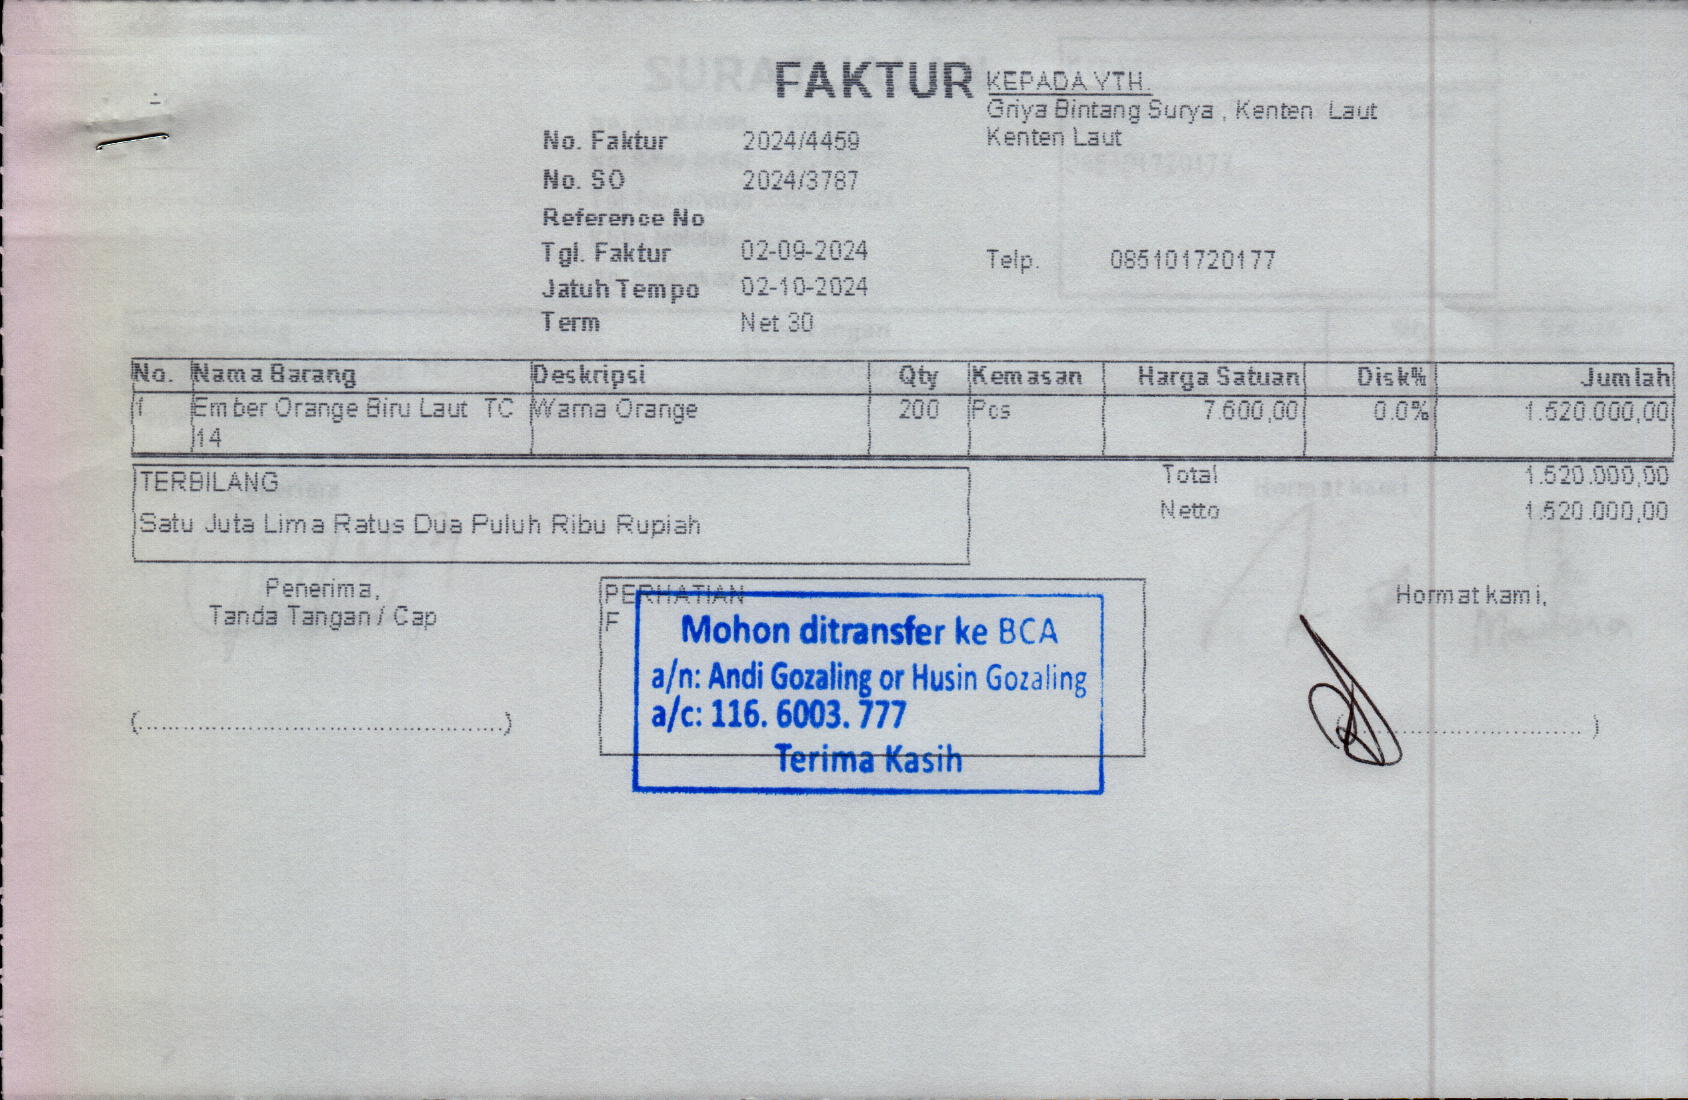 FAKTUR
KEPADA YTH.
Griya Bintang Surya , Kenten Laut
Kenten Laut
No. Faktur 2024/4459
No. SO 2024/3787
Reference No
Tgl. Faktur 02-09-2024
Telp. 085101720177
Jatuh Tempo 02-10-2024
Term Net 30
No. Nama Barang Deskripsi Qty Kemasan Harga Satuan Disk% Jumlah
1 Ember Orange Biru Laut TC Warna Orange 200 Pcs 7.600,00 0.0% 1.520.000,00
14
TERBILANG
Satu Juta Lima Ratus Dua Puluh Ribu Rupiah
Total 1.520.000,00
Netto 1.520.000,00
Penerima,
Tanda Tangan / Cap
(..............................................)
PERHATIAN
F
Mohon ditransfer ke BCA
a/n: Andi Gozaling or Husin Gozaling
a/c: 116. 6003. 777
Terima Kasih
Hormat kami,
(.............................. )